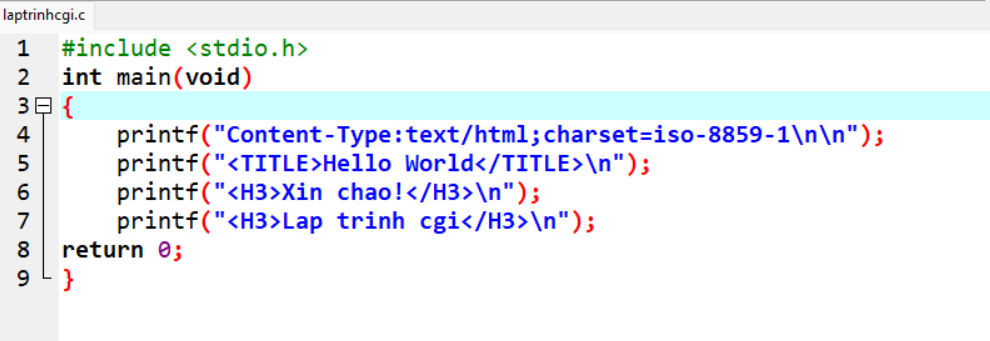 laptrinhcgi.c
1 #include <stdio.h>
2 int main(void)
3 {
4     printf("Content-Type:text/html;charset=iso-8859-1\n\n");
5     printf("<TITLE>Hello World</TITLE>\n");
6     printf("<H3>Xin chao!</H3>\n");
7     printf("<H3>Lap trinh cgi</H3>\n");
8 return 0;
9 }